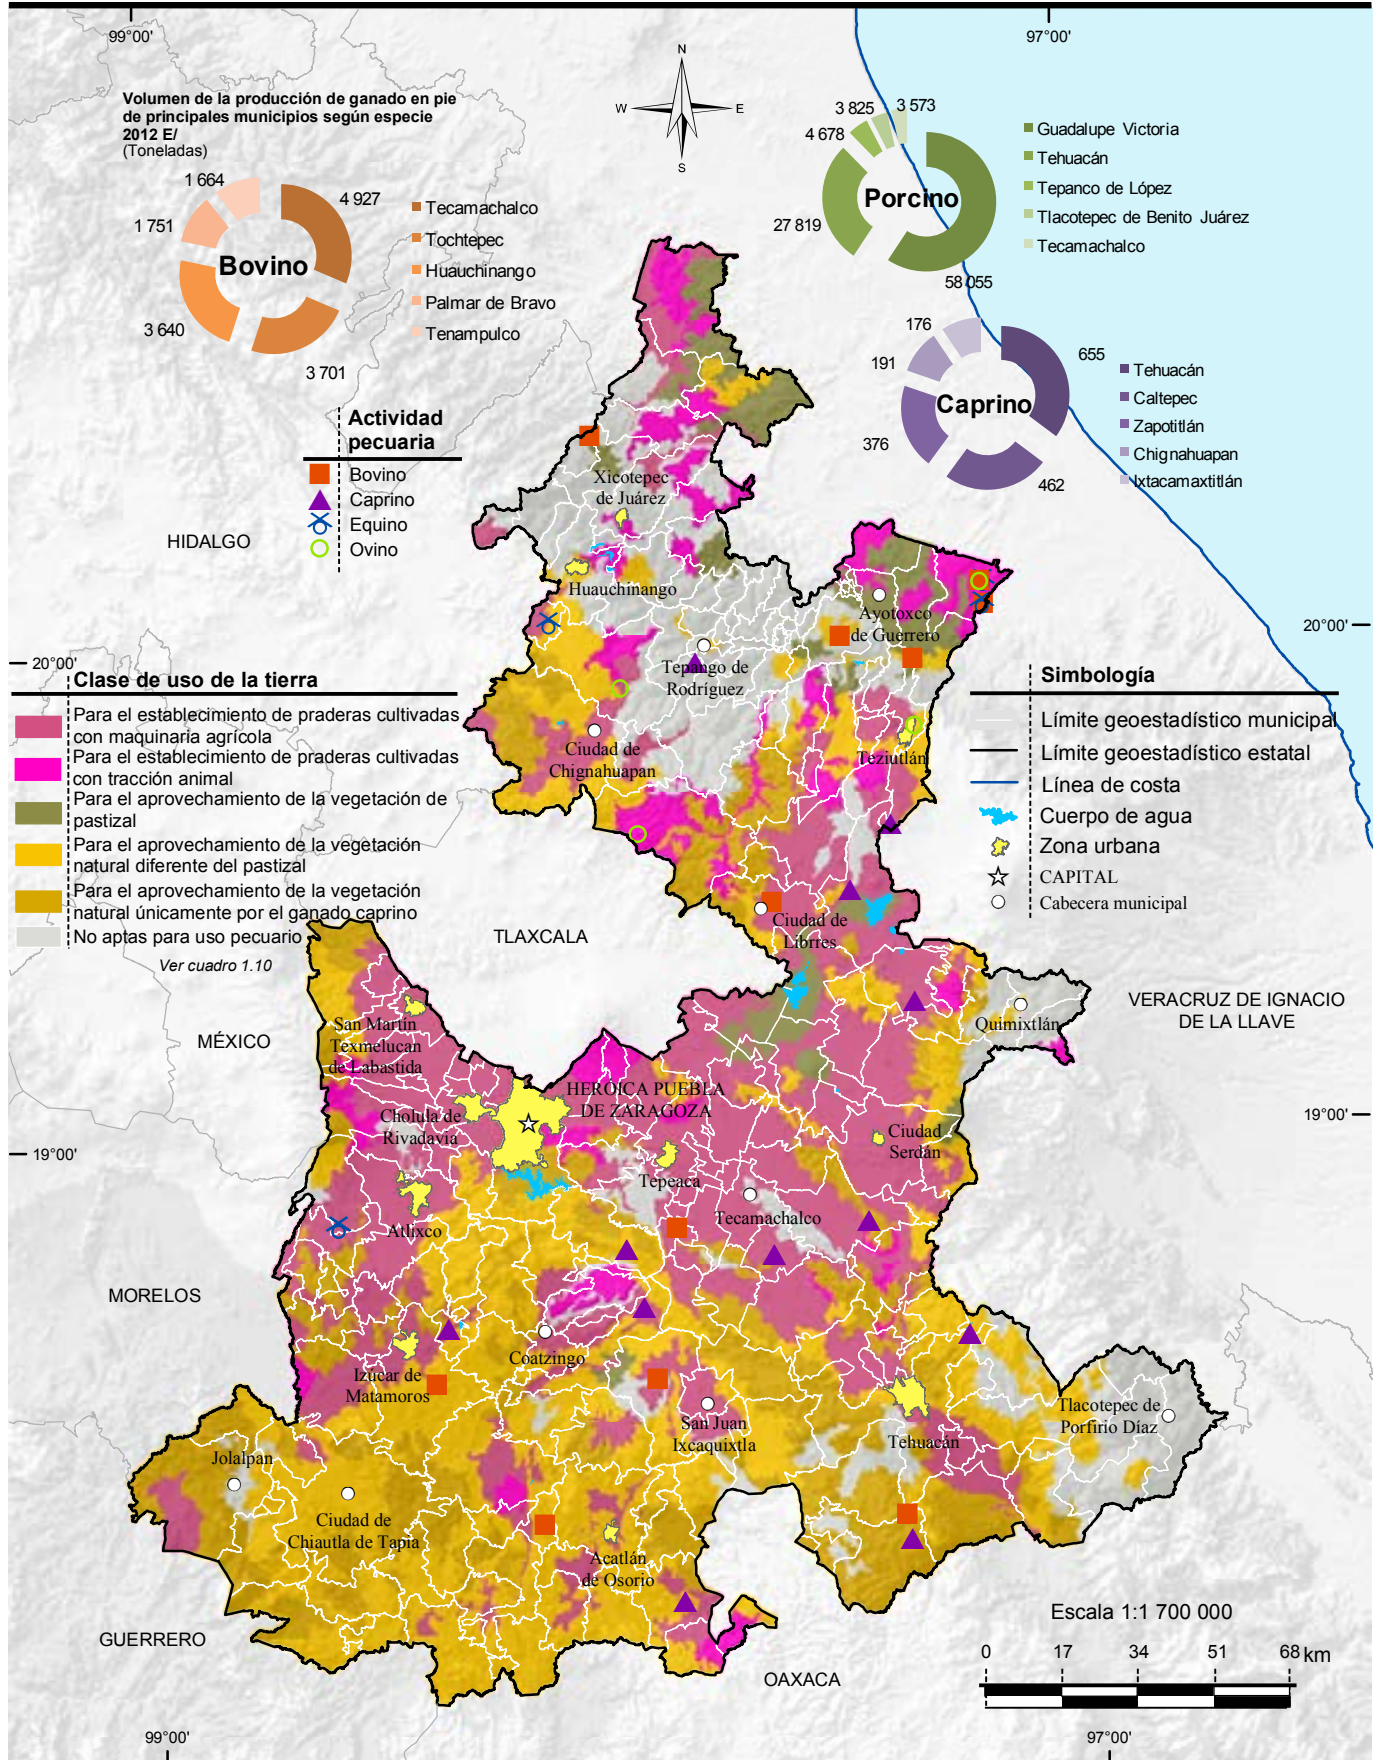 99°00'
97°00'
N
W
E
S
Volumen de la producción de ganado en pie
de principales municipios según especie
2012 E/
(Toneladas)
Bovino
1 664
4 927
1 751
3 640
3 701
Tecamachalco
Tochtepec
Huauchinango
Palmar de Bravo
Tenampulco
Porcino
3 825
3 573
4 678
27 819
58 055
Guadalupe Victoria
Tehuacán
Tepanco de López
Tlacotepec de Benito Juárez
Tecamachalco
Caprino
176
655
191
376
462
Tehuacán
Caltepec
Zapotitlán
Chignahuapan
Ixtacamaxtitlán
Actividad
pecuaria
Bovino
Caprino
Equino
Ovino
HIDALGO
Xicotepec
de Juárez
Huauchinango
Ayotoxco
de Guerrero
Tepango de
Rodríguez
20°00'
20°00'
Clase de uso de la tierra
Para el establecimiento de praderas cultivadas
con maquinaria agrícola
Para el establecimiento de praderas cultivadas
con tracción animal
Para el aprovechamiento de la vegetación de
pastizal
Para el aprovechamiento de la vegetación
natural diferente del pastizal
Para el aprovechamiento de la vegetación
natural únicamente por el ganado caprino
No aptas para uso pecuario
Ver cuadro 1.10
Simbología
Límite geoestadístico municipal
Límite geoestadístico estatal
Línea de costa
Cuerpo de agua
Zona urbana
CAPITAL
Cabecera municipal
Ciudad de
Chignahuapan
Teziutlán
Ciudad de
Librres
TLAXCALA
MÉXICO
San Martín
Texmelucan
de Labastida
Quimixtlán
VERACRUZ DE IGNACIO
DE LA LLAVE
HEROICA PUEBLA
DE ZARAGOZA
Cholula de
Rivadavia
Ciudad
Serdán
19°00'
19°00'
Tepeaca
Tecamachalco
Atlixco
MORELOS
Coatzingo
Izúcar de
Matamoros
San Juan
Ixcaquixtla
Tehuacán
Tlacotepec de
Porfirio Díaz
Jolalpan
Ciudad de
Chiautla de Tapia
Acatlán
de Osorio
GUERRERO
OAXACA
Escala 1:1 700 000
0 17 34 51 68 km
99°00'
97°00'